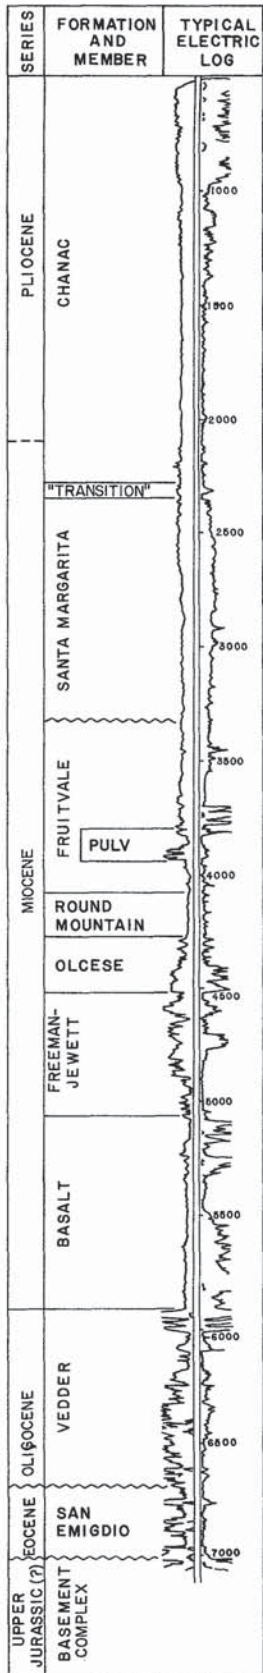 SERIES
FORMATION
AND
MEMBER
TYPICAL
ELECTRIC
LOG
PLIOCENE
CHANAC
1000
1500
2000
"TRANSITION"
MIOCENE
SANTA MARGARITA
2500
3000
FRUITVALE
3500
PULV
4000
ROUND
MOUNTAIN
OLCESE
4500
FREEMAN-
JEWETT
5000
BASALT
5500
OLIGOCENE
VEDDER
6000
6500
EOCENE
SAN
EMIGDIO
7000
UPPER
JURASSIC (?)
BASEMENT
COMPLEX